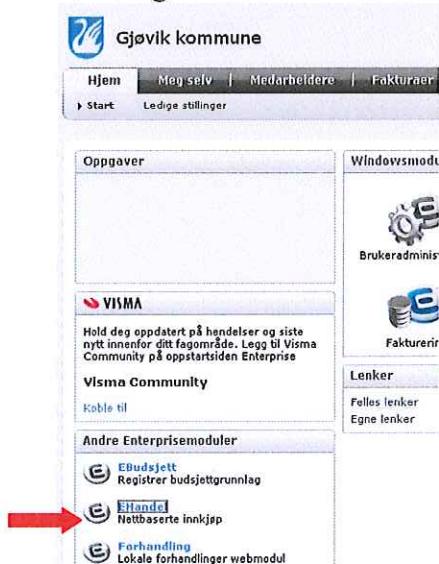 Gjøvik kommune
Hjem | Meg selv | Medarbeidere | Fakturaer
Start Ledige stillinger
Oppgaver
VISMA
Hold deg oppdatert på hendelser og siste
nytt innenfor ditt fagområde. Legg til Visma
Community på oppstartsiden Enterprise
Visma Community
Koble til
Andre Enterprisemoduler
EBudsjett
Registrer budsjettgrunnlag
EHandel
Nettbaserte innkjøp
Forhandling
Lokale forhandlinger webmodul
Windowsmodu
Brukeradminis
Fakturerin
Lenker
Felles lenker
Egne lenker